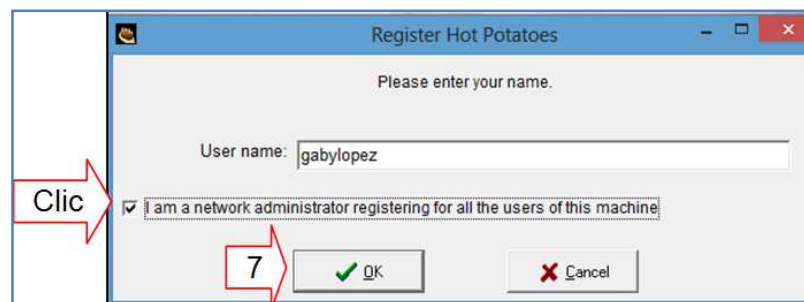 Register Hot Potatoes
Please enter your name.
User name: gabylopez
Clic
I am a network administrator registering for all the users of this machine
7
OK
Cancel